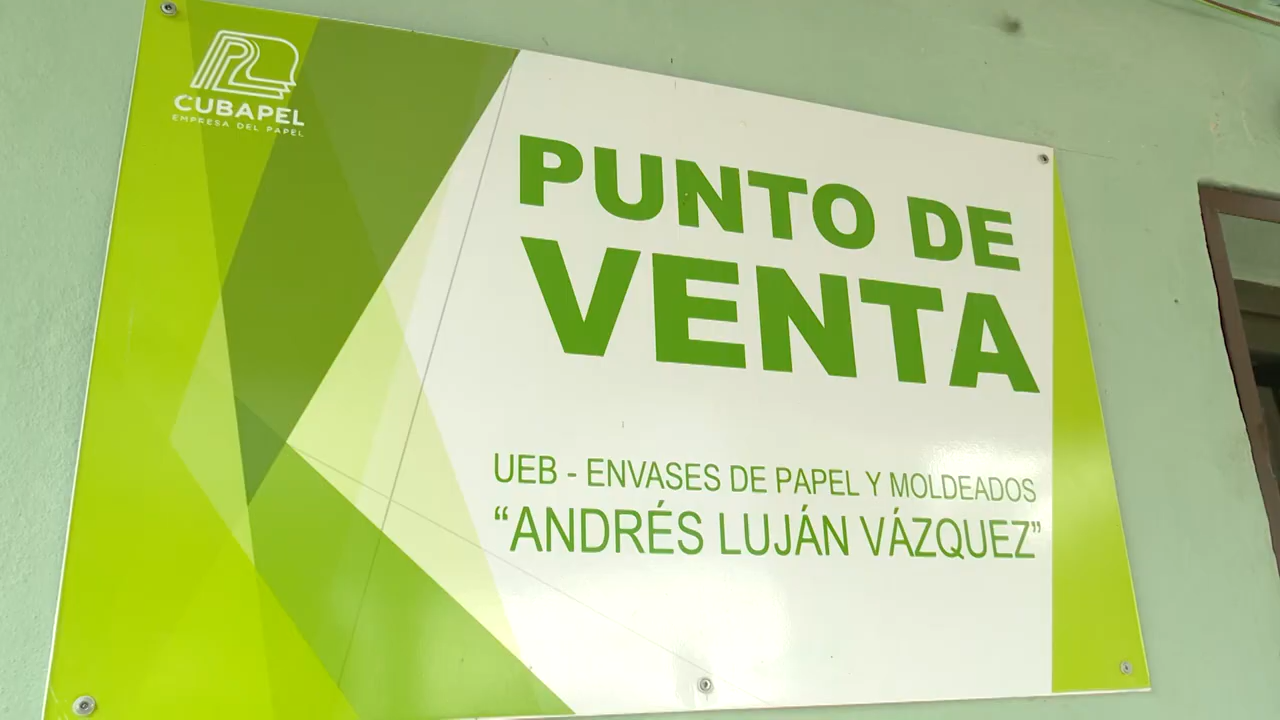 CUBAPEL
EMPRESA DEL PAPEL
PUNTO DE
VENTA
UEB - ENVASES DE PAPEL Y MOLDEADOS
“ANDRÉS LUJÁN VÁZQUEZ”